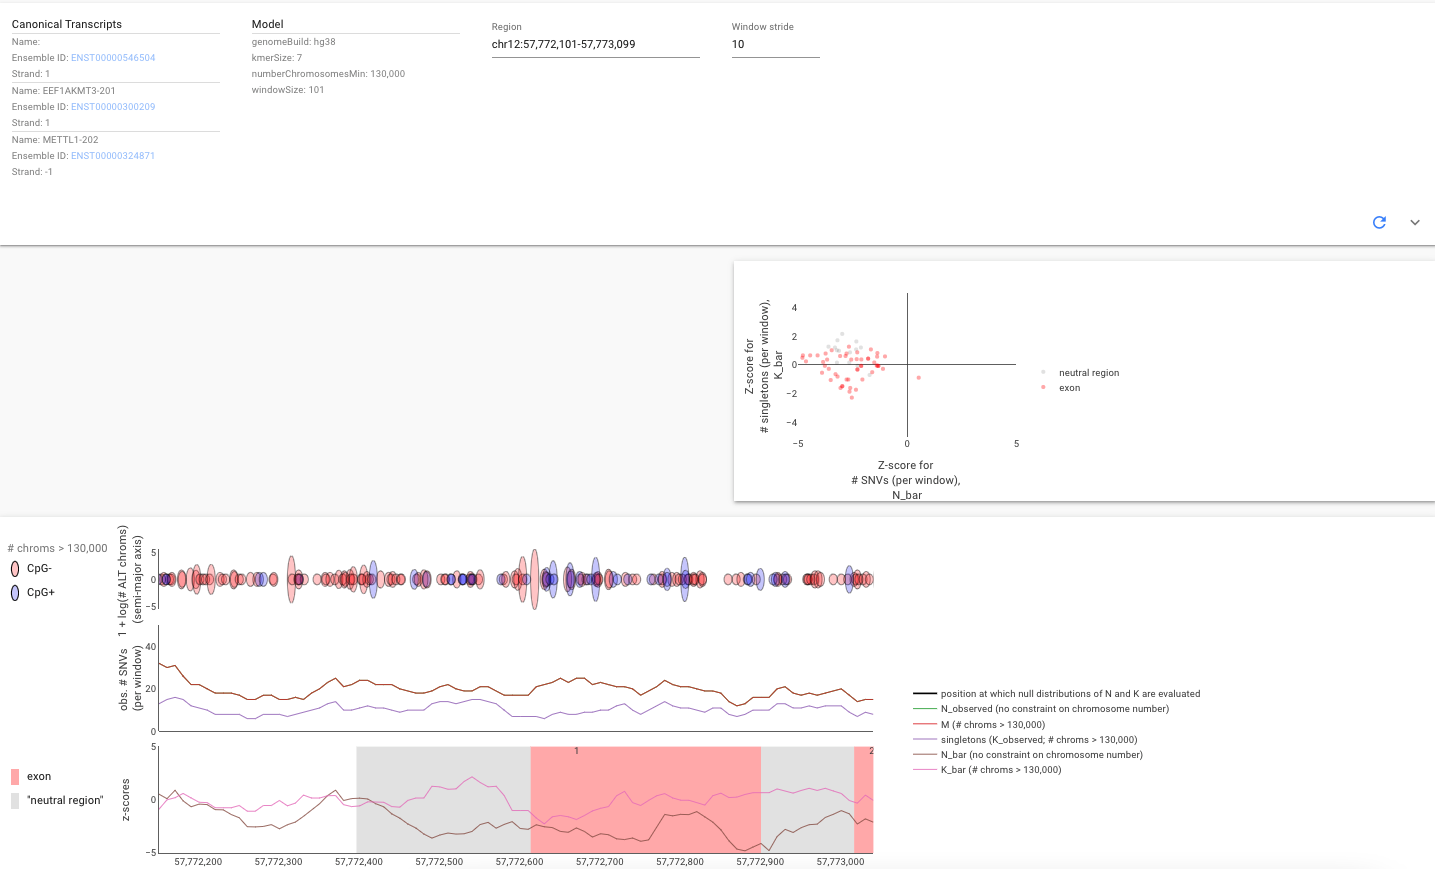 Canonical Transcripts
Name:
Ensemble ID: ENST00000546504
Strand: 1
Name: EEF1AKMT3-201
Ensemble ID: ENST00000300209
Strand: 1
Name: METTL1-202
Ensemble ID: ENST00000324871
Strand: -1
Model
genomeBuild: hg38
kmerSize: 7
numberChromosomesMin: 130,000
windowSize: 101
Region
chr12:57,772,101-57,773,099
Window stride
10
Z-score for
# singletons (per window),
K_bar
4
2
0
−2
−4
−5
0
5
Z-score for
# SNVs (per window),
N_bar
neutral region
exon
# chroms > 130,000
CpG-
CpG+
1 + log(# ALT chroms)
(semi-major axis)
5
0
−5
obs. # SNVs
(per window)
40
20
0
exon
"neutral region"
z-scores
5
0
−5
1
2
57,772,200
57,772,300
57,772,400
57,772,500
57,772,600
57,772,700
57,772,800
57,772,900
57,773,000
position at which null distributions of N and K are evaluated
N_observed (no constraint on chromosome number)
M (# chroms > 130,000)
singletons (K_observed; # chroms > 130,000)
N_bar (no constraint on chromosome number)
K_bar (# chroms > 130,000)